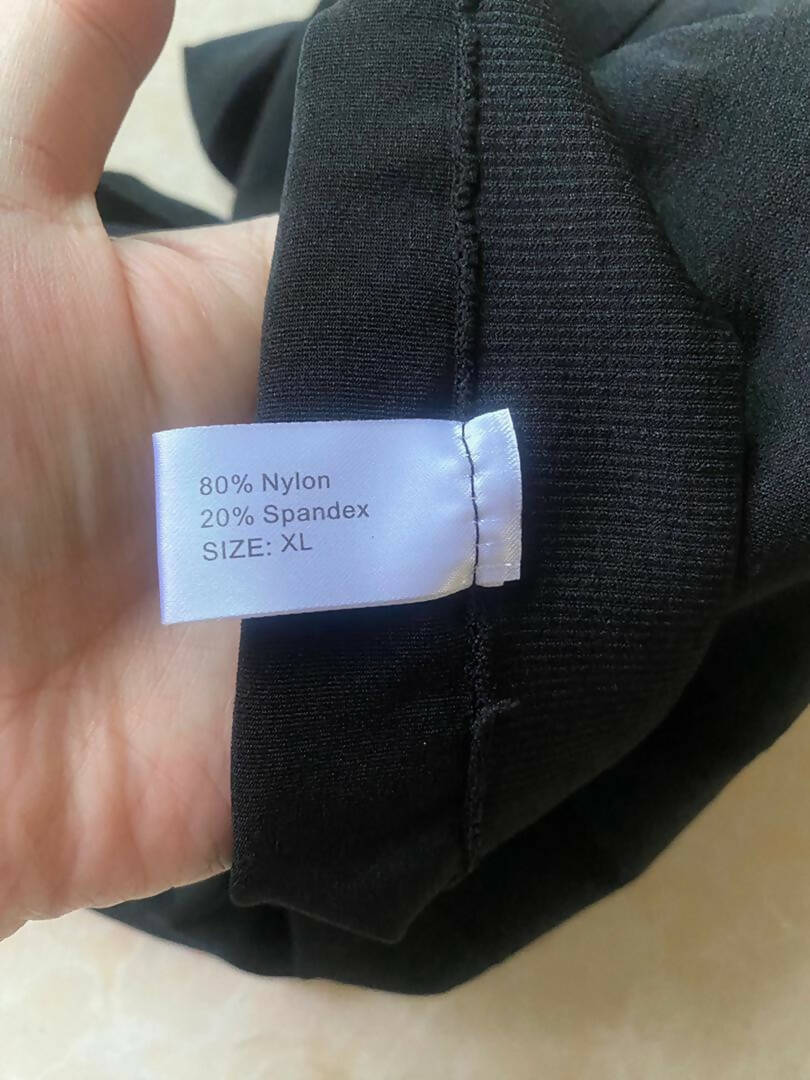 80% Nylon
20% Spandex
SIZE: XL